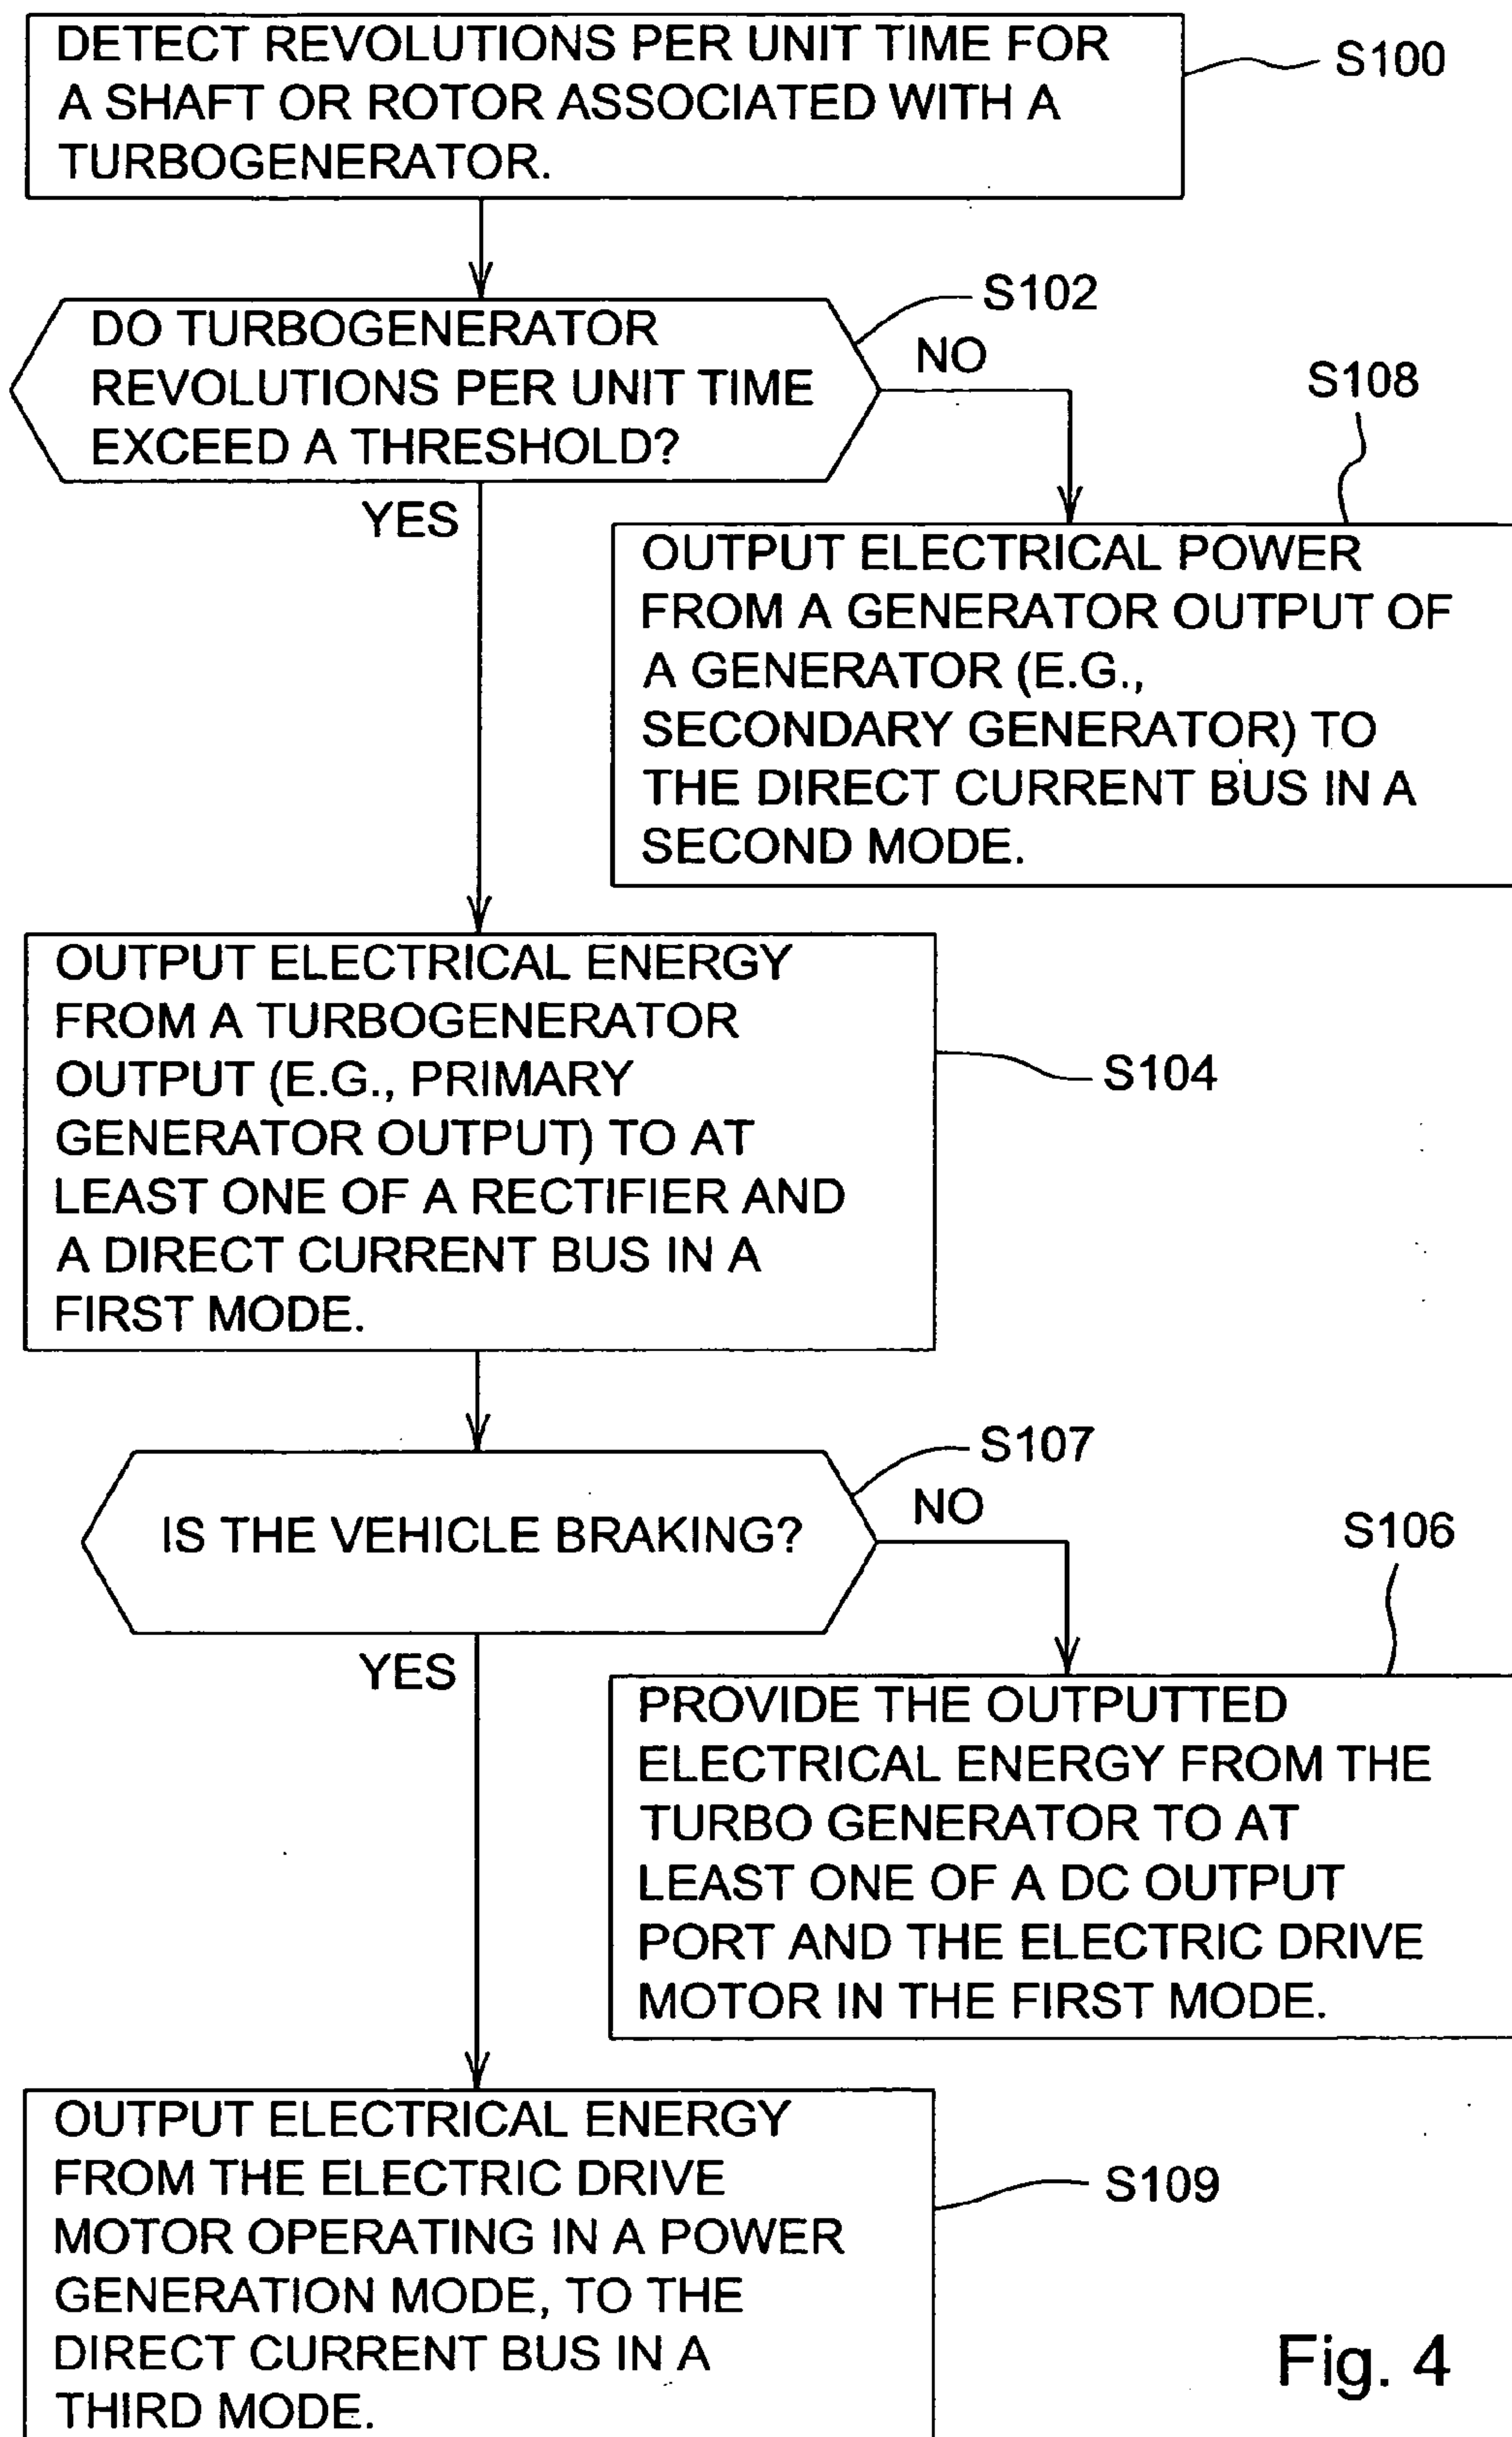 DETECT REVOLUTIONS PER UNIT TIME FOR
A SHAFT OR ROTOR ASSOCIATED WITH A
TURBOGENERATOR.
S100
DO TURBOGENERATOR
REVOLUTIONS PER UNIT TIME
EXCEED A THRESHOLD?
S102
NO
YES
S108
OUTPUT ELECTRICAL POWER
FROM A GENERATOR OUTPUT OF
A GENERATOR (E.G.,
SECONDARY GENERATOR) TO
THE DIRECT CURRENT BUS IN A
SECOND MODE.
OUTPUT ELECTRICAL ENERGY
FROM A TURBOGENERATOR
OUTPUT (E.G., PRIMARY
GENERATOR OUTPUT) TO AT
LEAST ONE OF A RECTIFIER AND
A DIRECT CURRENT BUS IN A
FIRST MODE.
S104
IS THE VEHICLE BRAKING?
S107
NO
YES
S106
PROVIDE THE OUTPUTTED
ELECTRICAL ENERGY FROM THE
TURBO GENERATOR TO AT
LEAST ONE OF A DC OUTPUT
PORT AND THE ELECTRIC DRIVE
MOTOR IN THE FIRST MODE.
OUTPUT ELECTRICAL ENERGY
FROM THE ELECTRIC DRIVE
MOTOR OPERATING IN A POWER
GENERATION MODE, TO THE
DIRECT CURRENT BUS IN A
THIRD MODE.
S109
Fig. 4